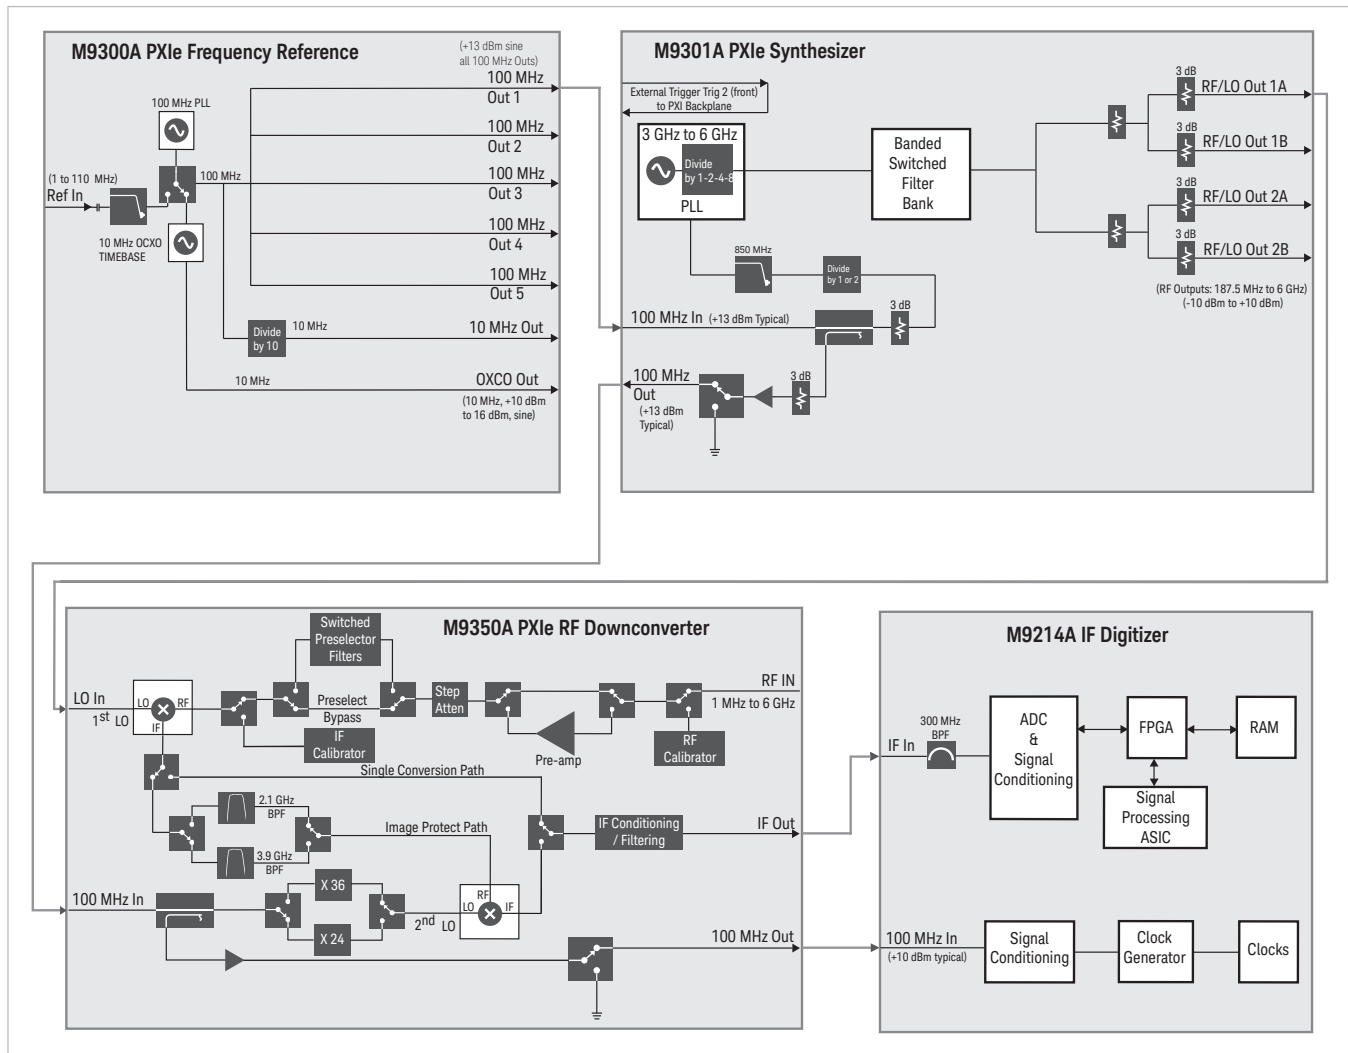 M9300A PXIe Frequency Reference
(+13 dBm sine
all 100 MHz Outs)
100 MHz
Out 1
100 MHz PLL
100 MHz
Out 2
(1 to 110 MHz)
Ref In
100 MHz
100 MHz
Out 3
10 MHz OCXO
TIMEBASE
100 MHz
Out 4
100 MHz
Out 5
Divide
by 10
10 MHz
10 MHz Out
10 MHz
OXCO Out
(10 MHz, +10 dBm
to 16 dBm, sine)
M9301A PXIe Synthesizer
External Trigger Trig 2 (front)
to PXI Backplane
3 GHz to 6 GHz
Divide
by 1-2-4-8
PLL
Banded
Switched
Filter
Bank
3 dB
RF/LO Out 1A
3 dB
RF/LO Out 1B
3 dB
RF/LO Out 2A
3 dB
RF/LO Out 2B
(RF Outputs: 187.5 MHz to 6 GHz)
(-10 dBm to +10 dBm)
850 MHz
Divide
by 1 or 2
100 MHz In (+13 dBm Typical)
3 dB
100 MHz
Out
(+13 dBm
Typical)
3 dB
M9350A PXIe RF Downconverter
Switched
Preselector
Filters
LO In
1st LO
LO
RF
IF
Preselect
Bypass
IF
Calibrator
Step
Atten
Pre-amp
RF
Calibrator
RF IN
1 MHz to 6 GHz
Single Conversion Path
2.1 GHz
BPF
Image Protect Path
3.9 GHz
BPF
IF Conditioning
/ Filtering
IF Out
100 MHz In
X 36
X 24
2nd LO
RF
LO
IF
100 MHz Out
M9214A IF Digitizer
300 MHz
BPF
IF In
ADC
&
Signal
Conditioning
FPGA
RAM
Signal
Processing
ASIC
100 MHz In
(+10 dBm typical)
Signal
Conditioning
Clock
Generator
Clocks